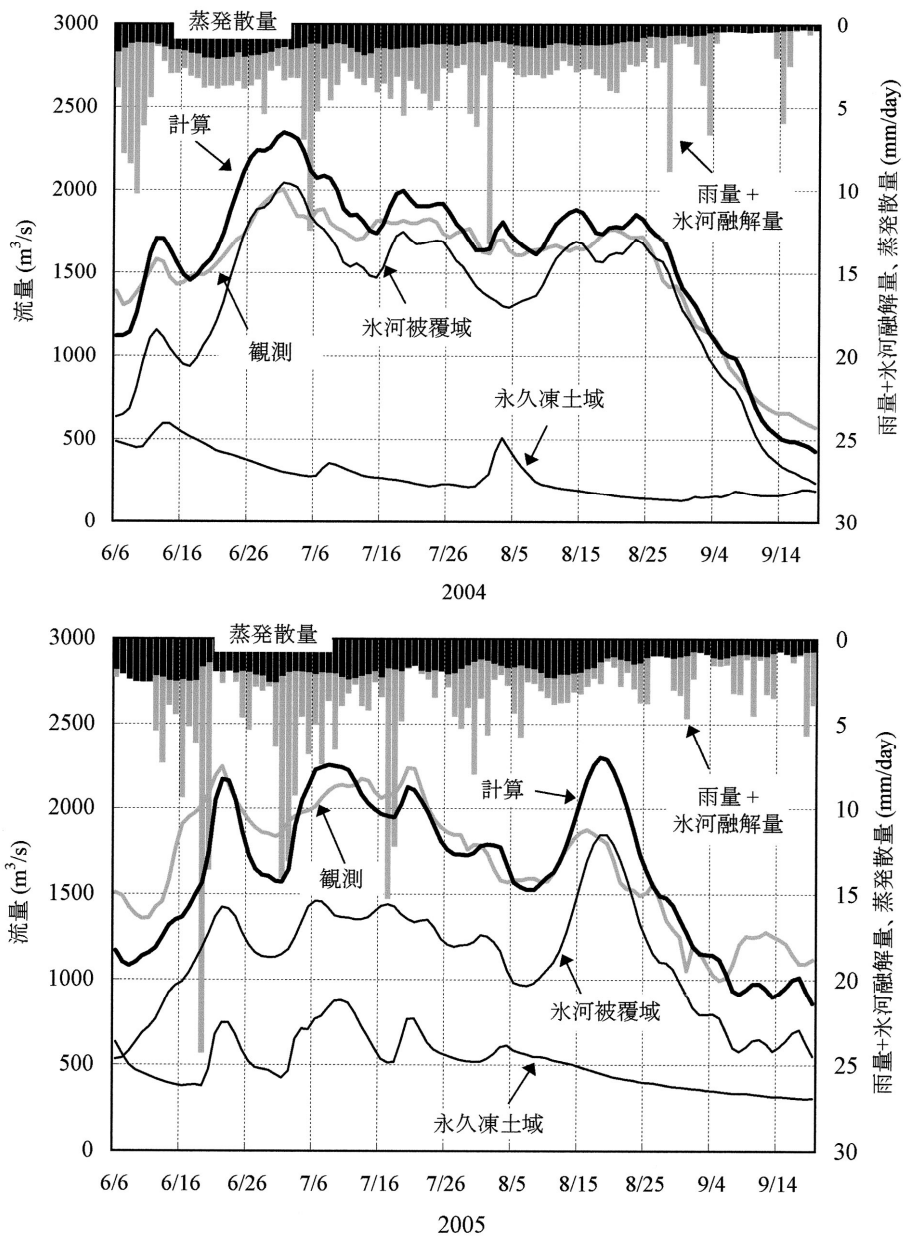 蒸発散量
3000
2500
2000
1500
1000
500
0
流量 (m³/s)
計算
観測
氷河被覆域
永久凍土域
雨量 +
氷河融解量
0
5
10
15
20
25
30
雨量+氷河融解量、蒸発散量 (mm/day)
6/6 6/16 6/26 7/6 7/16 7/26 8/5 8/15 8/25 9/4 9/14
2004
蒸発散量
3000
2500
2000
1500
1000
500
0
流量 (m³/s)
計算
観測
氷河被覆域
永久凍土域
雨量 +
氷河融解量
0
5
10
15
20
25
30
雨量+氷河融解量、蒸発散量 (mm/day)
6/6 6/16 6/26 7/6 7/16 7/26 8/5 8/15 8/25 9/4 9/14
2005